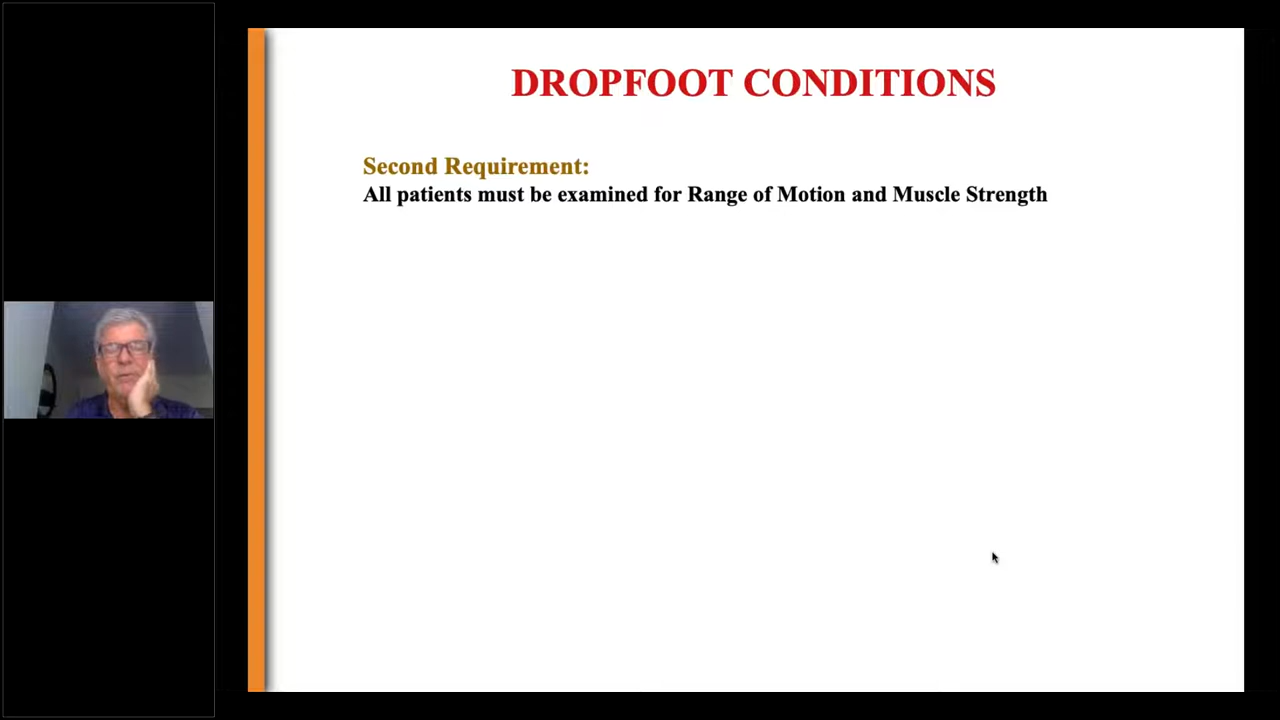 DROPFOOT CONDITIONS
Second Requirement:
All patients must be examined for Range of Motion and Muscle Strength